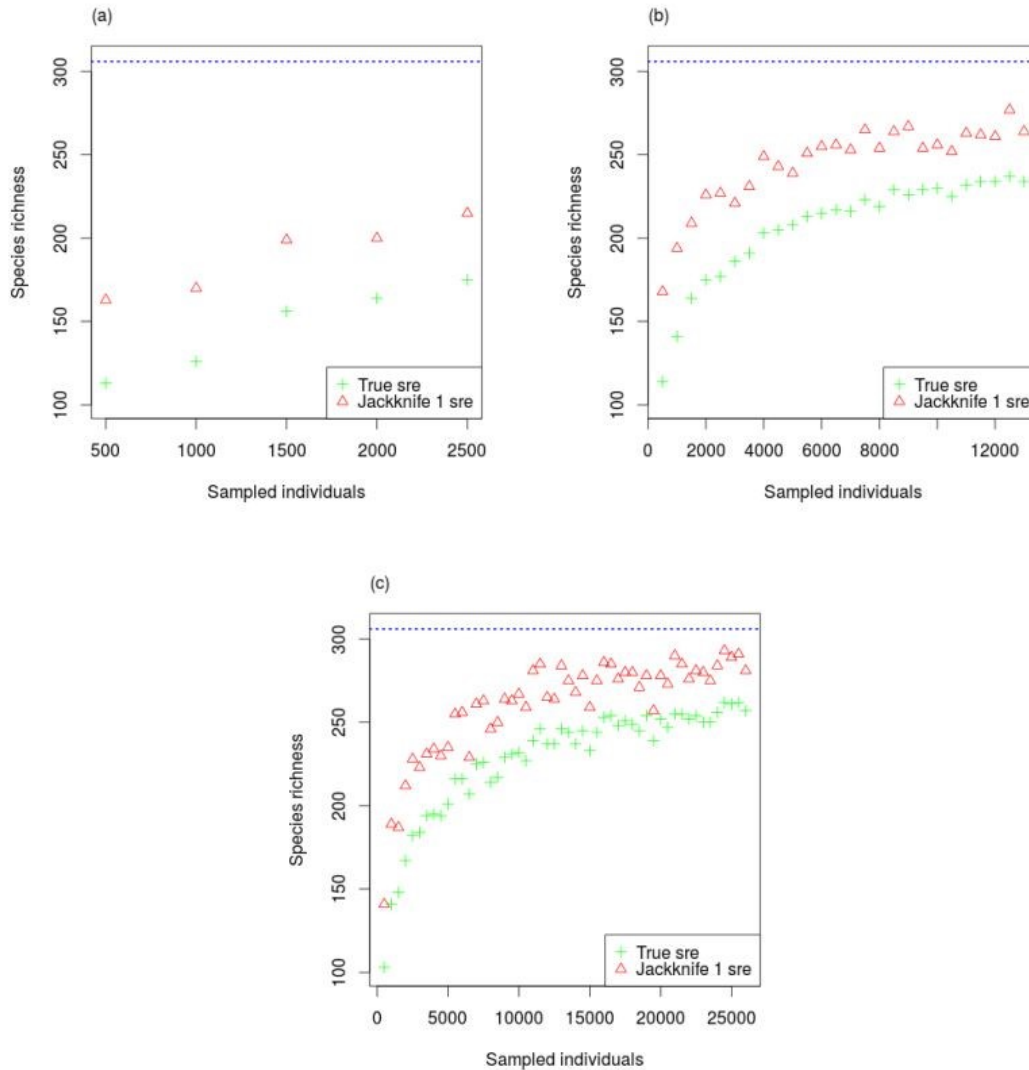 (a)
300
250
200
150
100
Species richness
True sre
Jackknife 1 sre
500 1000 1500 2000 2500
Sampled individuals
(b)
300
250
200
150
100
Species richness
True sre
Jackknife 1 sre
0 2000 4000 6000 8000 12000
Sampled individuals
(c)
300
250
200
150
100
Species richness
True sre
Jackknife 1 sre
0 5000 10000 15000 20000 25000
Sampled individuals